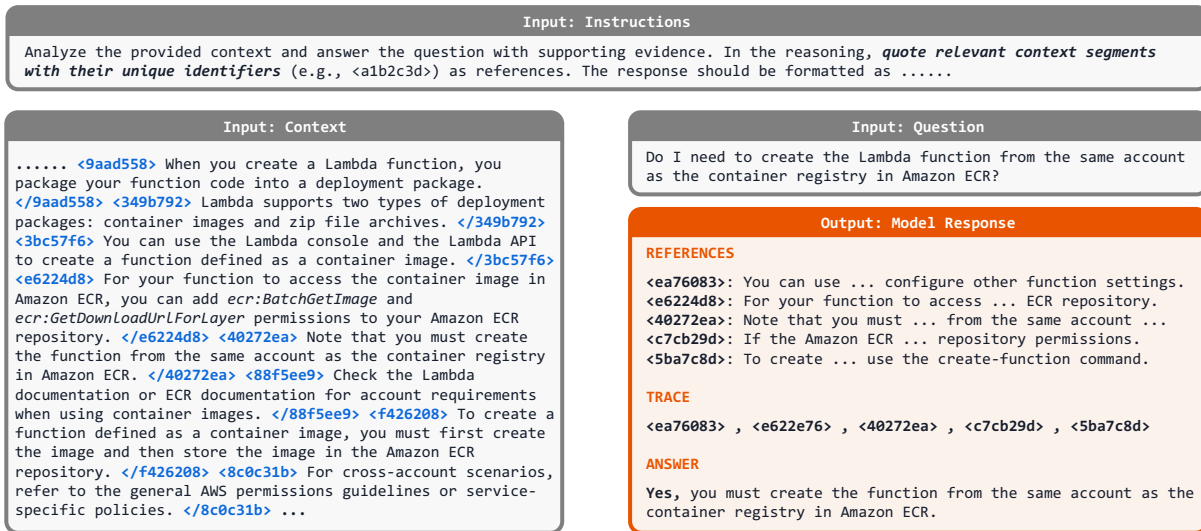 Input: Instructions
Analyze the provided context and answer the question with supporting evidence. In the reasoning, quote relevant context segments
with their unique identifiers (e.g., <a1b2c3d>) as references. The response should be formatted as ......
Input: Context
...... <9aad558> When you create a Lambda function, you
package your function code into a deployment package.
</9aad558> <349b792> Lambda supports two types of deployment
packages: container images and zip file archives. </349b792>
<3bc57f6> You can use the Lambda console and the Lambda API
to create a function defined as a container image. </3bc57f6>
<e6224d8> For your function to access the container image in
Amazon ECR, you can add ecr:BatchGetImage and
ecr:GetDownloadUrlForLayer permissions to your Amazon ECR
repository. </e6224d8> <40272ea> Note that you must create
the function from the same account as the container registry
in Amazon ECR. </40272ea> <88f5ee9> Check the Lambda
documentation or ECR documentation for account requirements
when using container images. </88f5ee9> <f426208> To create a
function defined as a container image, you must first create
the image and then store the image in the Amazon ECR
repository. </f426208> <8c0c31b> For cross-account scenarios,
refer to the general AWS permissions guidelines or service-
specific policies. </8c0c31b> ...
Input: Question
Do I need to create the Lambda function from the same account
as the container registry in Amazon ECR?
Output: Model Response
REFERENCES
<ea76083>: You can use ... configure other function settings.
<e6224d8>: For your function to access ... ECR repository.
<40272ea>: Note that you must ... from the same account ...
<c7cb29d>: If the Amazon ECR ... repository permissions.
<5ba7c8d>: To create ... use the create-function command.
TRACE
<ea76083> , <e622e76> , <40272ea> , <c7cb29d> , <5ba7c8d>
ANSWER
Yes, you must create the function from the same account as the
container registry in Amazon ECR.